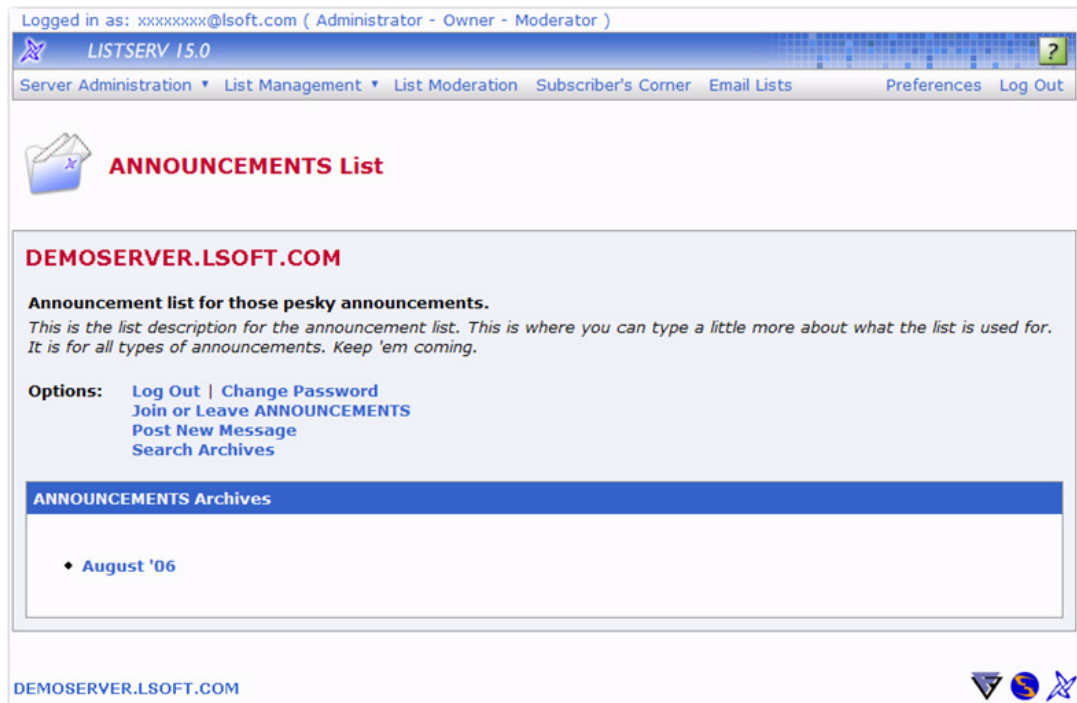 Logged in as: xxxxxxxx@lsoft.com ( Administrator - Owner - Moderator )
LISTSERV 15.0
?
Server Administration ▼ List Management ▼ List Moderation Subscriber's Corner Email Lists Preferences Log Out
ANNOUNCEMENTS List
DEMOSERVER.LSOFT.COM
Announcement list for those pesky announcements.
This is the list description for the announcement list. This is where you can type a little more about what the list is used for.
It is for all types of announcements. Keep 'em coming.
Options: Log Out | Change Password
Join or Leave ANNOUNCEMENTS
Post New Message
Search Archives
ANNOUNCEMENTS Archives
◆ August '06
DEMOSERVER.LSOFT.COM